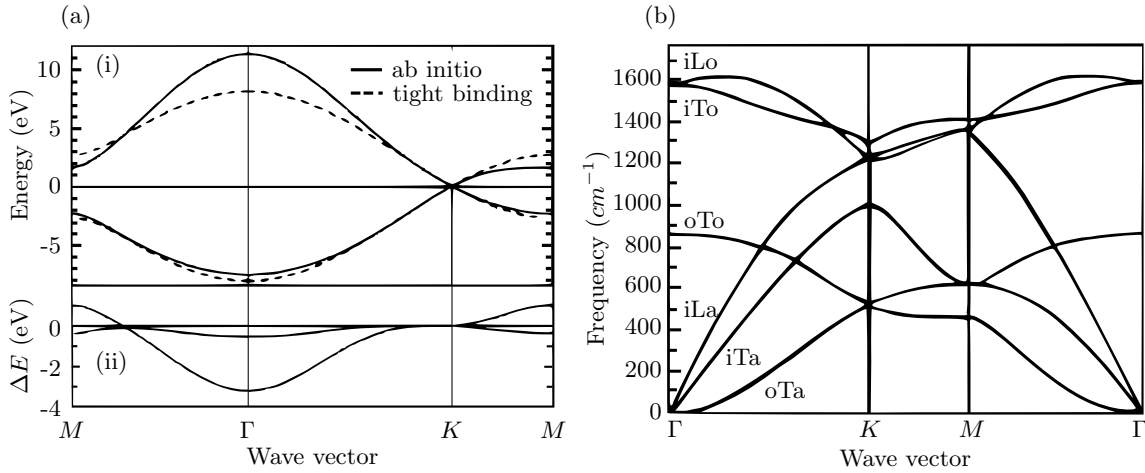 (a)
(i)
ab initio
tight binding
10
5
0
-5
Energy (eV)
0
-2
-4
ΔE (eV)
(ii)
M
Γ
K
M
Wave vector
(b)
iLo
iTo
oTo
iLa
iTa
oTa
1600
1400
1200
1000
800
600
400
200
0
Frequency (cm⁻¹)
Γ
K
M
Γ
Wave vector